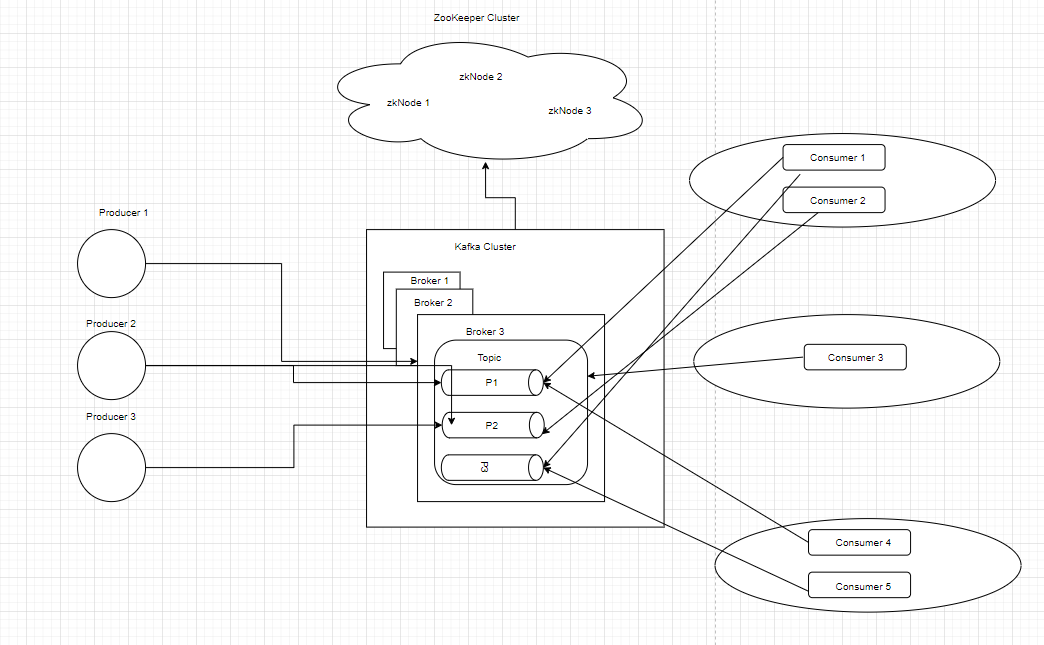 ZooKeeper Cluster
zkNode 2
zkNode 1
zkNode 3
Consumer 1
Consumer 2
Producer 1
Kafka Cluster
Broker 1
Broker 2
Producer 2
Broker 3
Topic
Consumer 3
P1
Producer 3
P2
P3
Consumer 4
Consumer 5